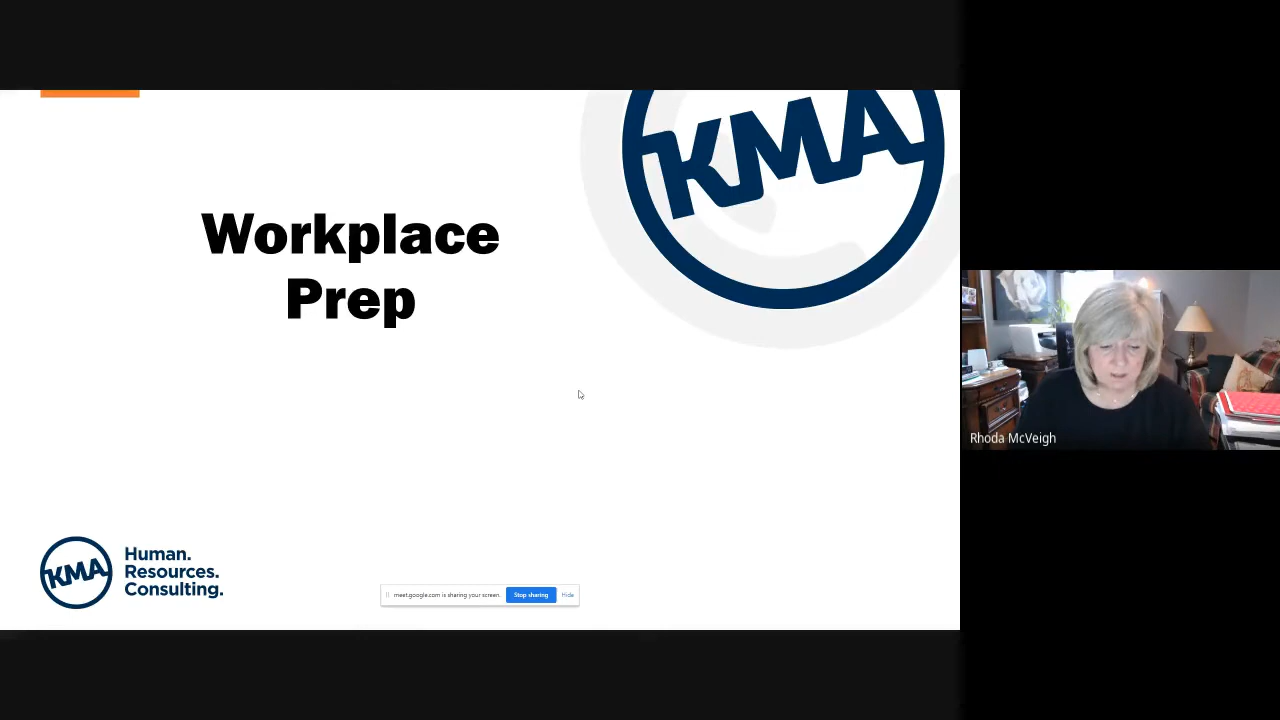 KMA
Workplace
Prep
Rhoda McVeigh
KMA
Human.
Resources.
Consulting.
meet.google.com is sharing your screen.
Stop sharing
Hide